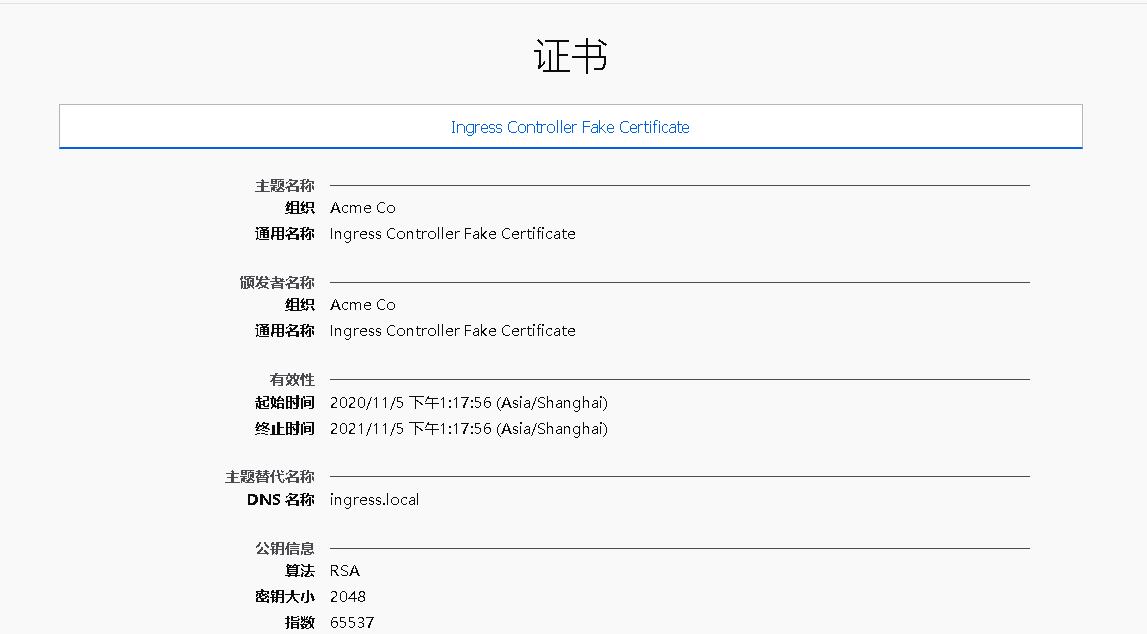 证书
Ingress Controller Fake Certificate
主题名称
组织 Acme Co
通用名称 Ingress Controller Fake Certificate
颁发者名称
组织 Acme Co
通用名称 Ingress Controller Fake Certificate
有效性
起始时间 2020/11/5 下午1:17:56 (Asia/Shanghai)
终止时间 2021/11/5 下午1:17:56 (Asia/Shanghai)
主题替代名称
DNS 名称 ingress.local
公钥信息
算法 RSA
密钥大小 2048
指数 65537